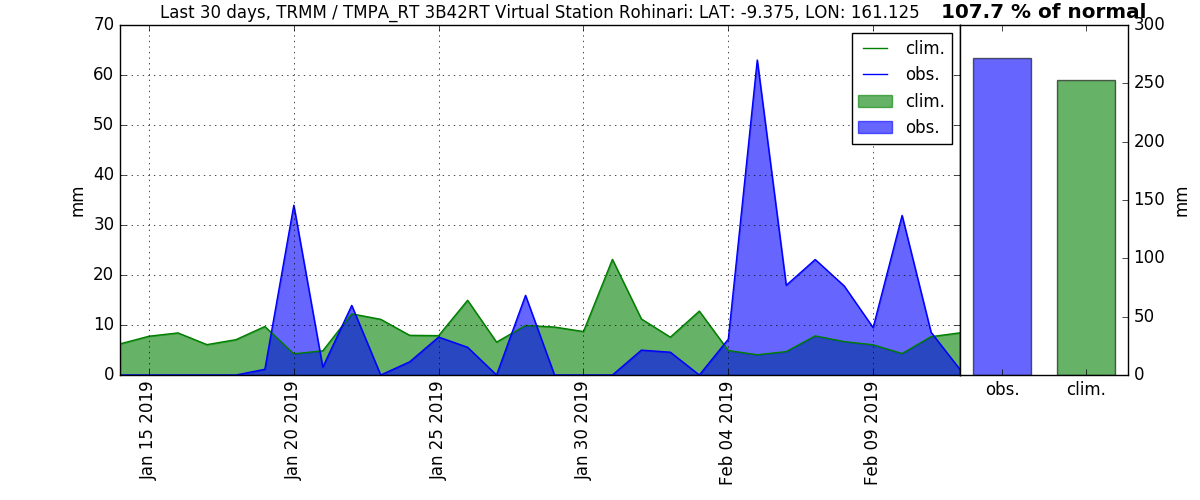 Last 30 days, TRMM / TMPA_RT 3B42RT Virtual Station Rohinari: LAT: -9.375, LON: 161.125
107.7 % of normal
70
60
50
40
30
20
10
0
mm
clim.
obs.
clim.
obs.
Jan 15 2019
Jan 20 2019
Jan 25 2019
Jan 30 2019
Feb 04 2019
Feb 09 2019
300
250
200
150
100
50
0
mm
obs.
clim.